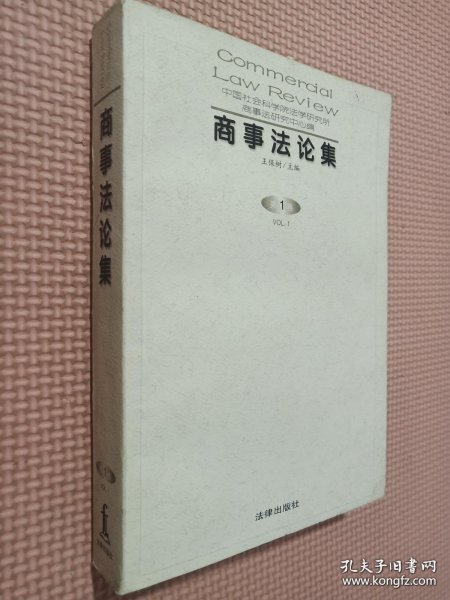 Commercial
Law Review
中国社会科学院法学研究所
商事法研究中心编
商事法论集
王保树/主编
1
VOL.1
法律出版社
商事法论集
1
孔夫子旧书网
www.kongfz.com